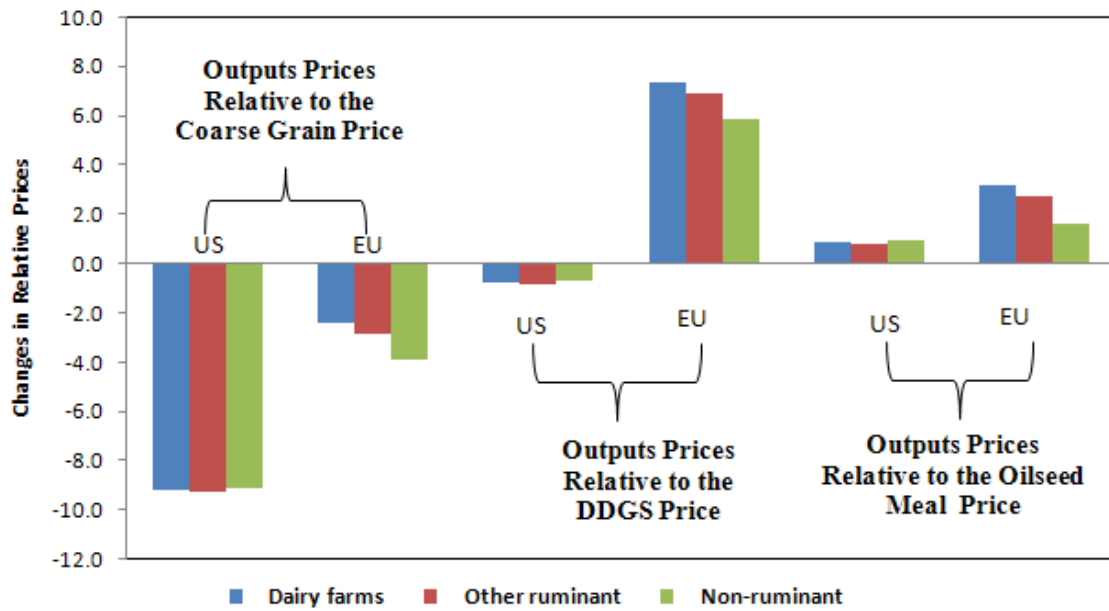 10.0
8.0
6.0
4.0
2.0
0.0
-2.0
-4.0
-6.0
-8.0
-10.0
-12.0
Changes in Relative Prices
Outputs Prices
Relative to the
Coarse Grain Price
US
EU
US
EU
Outputs Prices
Relative to the
DDGS Price
US
EU
Outputs Prices
Relative to the Oilseed
Meal Price
Dairy farms
Other ruminant
Non-ruminant